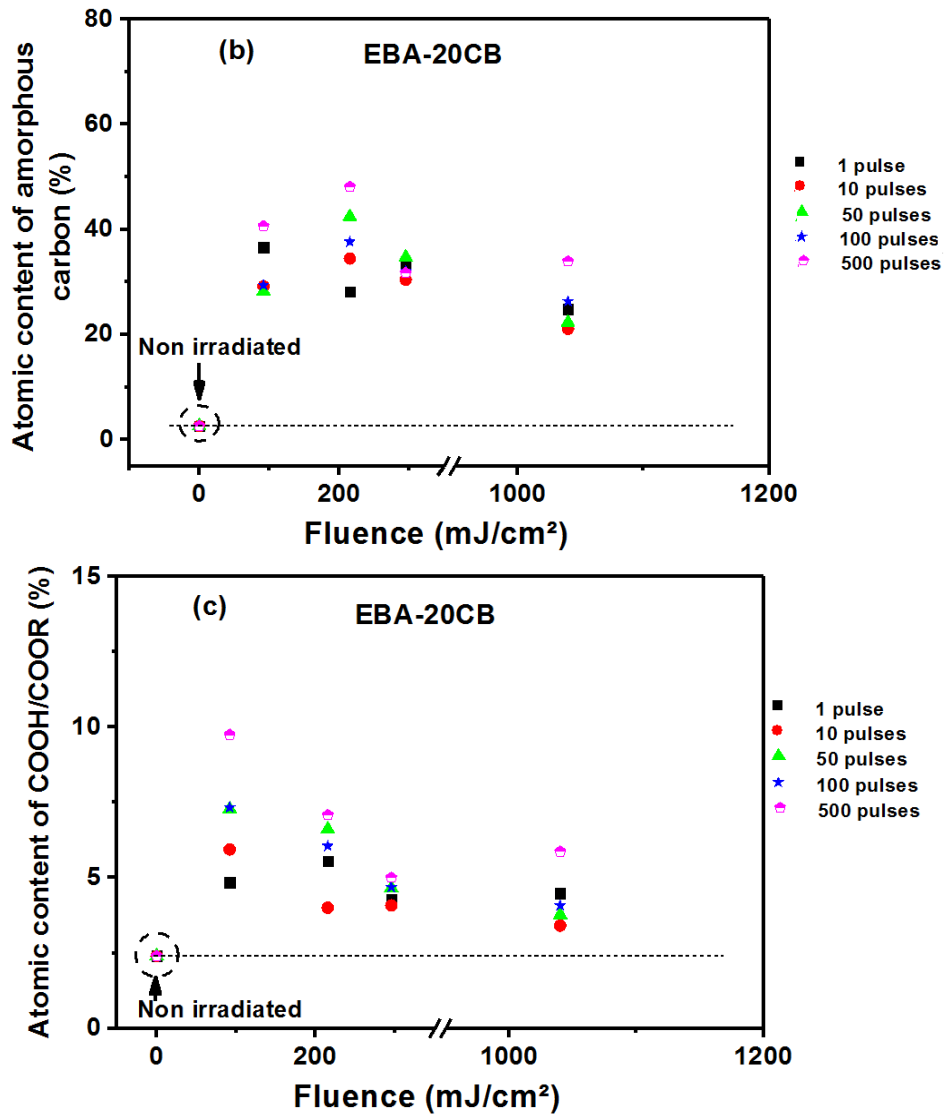 80
(b)
EBA-20CB
Atomic content of amorphous
carbon (%)
60
1 pulse
10 pulses
50 pulses
100 pulses
500 pulses
40
20
Non irradiated
0
0
200
1000
1200
Fluence (mJ/cm²)
15
(c)
EBA-20CB
Atomic content of COOH/COOR (%)
1 pulse
10 pulses
50 pulses
100 pulses
500 pulses
10
5
Non irradiated
0
0
200
1000
1200
Fluence (mJ/cm²)